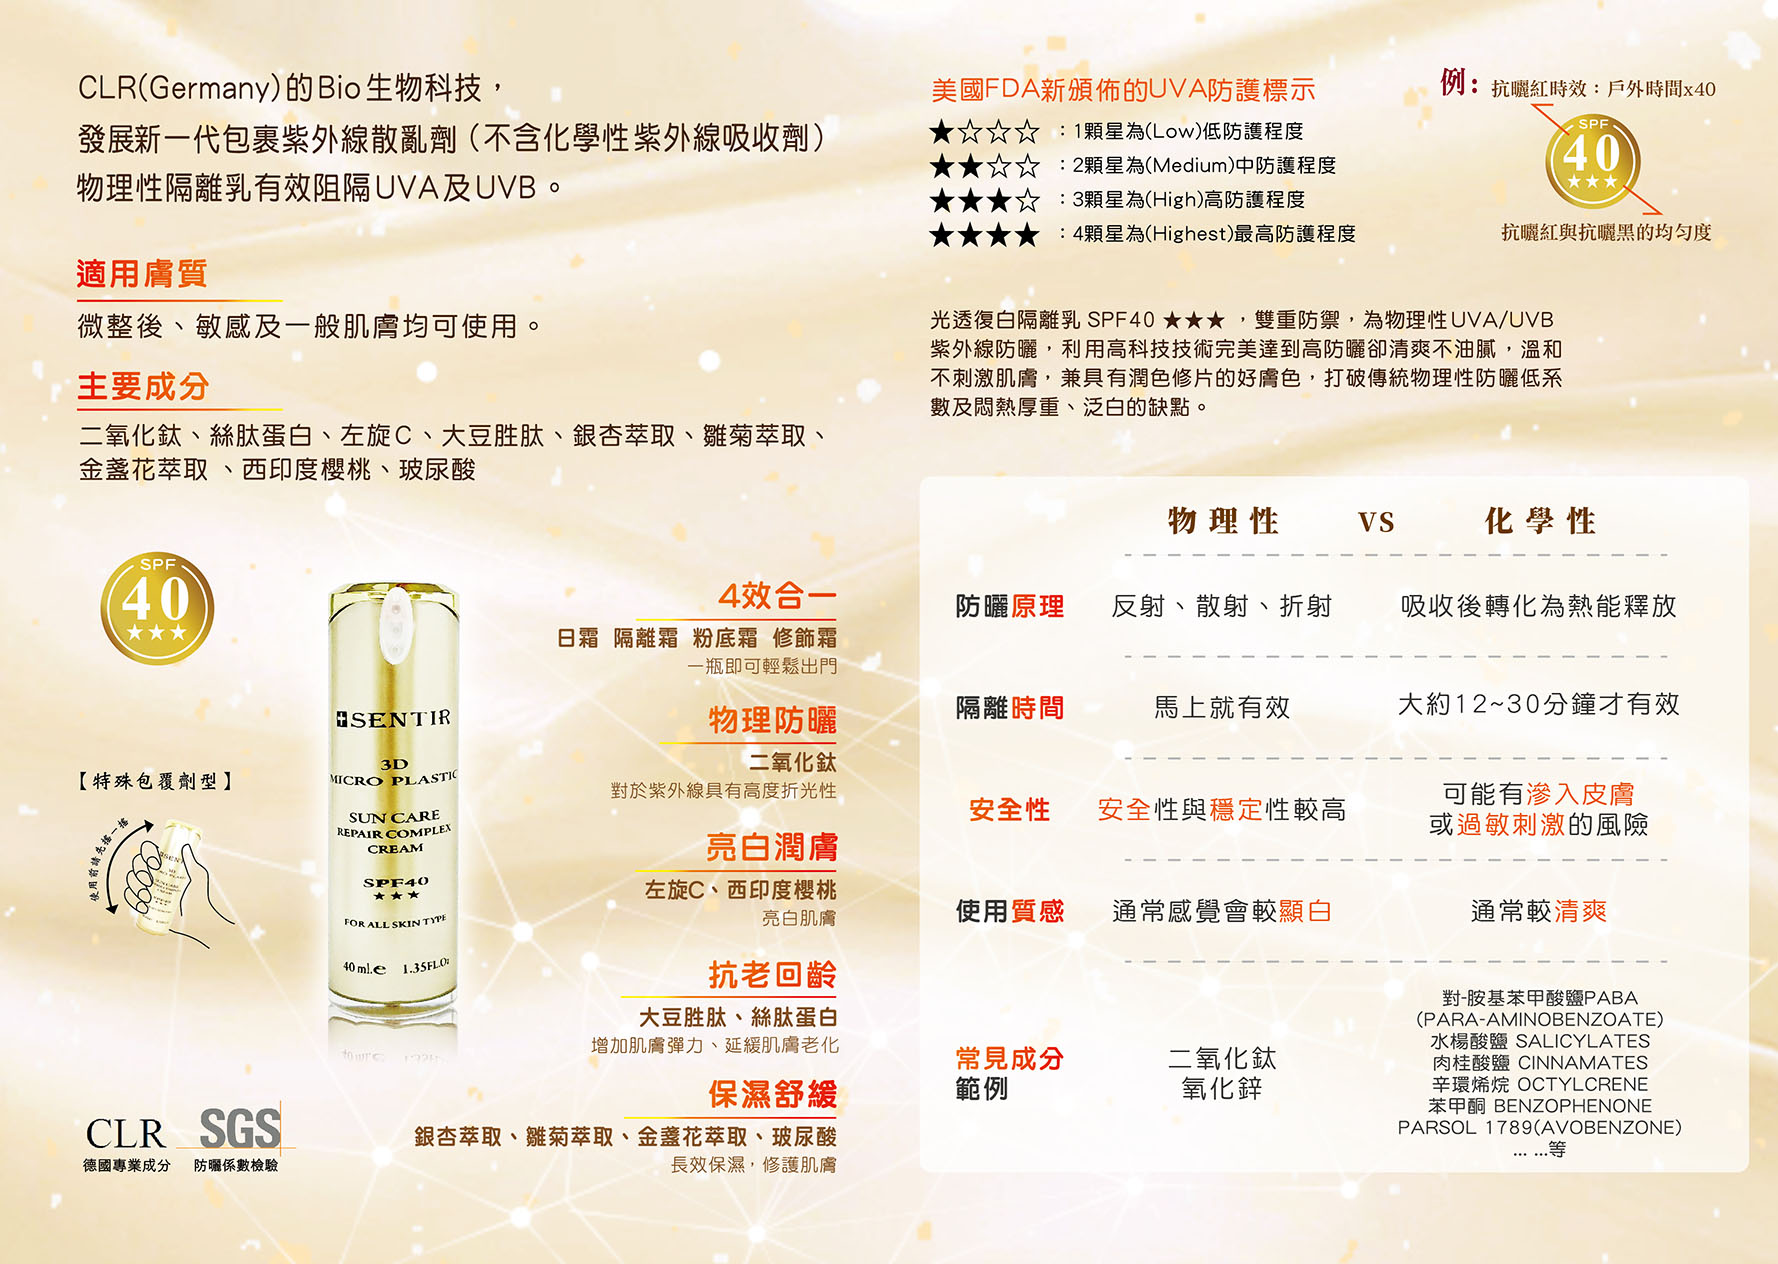 CLR(Germany)的Bio生物科技，
發展新一代包裹紫外線散亂劑（不含化學性紫外線吸收劑）
物理性隔離乳有效阻隔UVA及UVB。
適用膚質
微整後、敏感及一般肌膚均可使用。
主要成分
二氧化鈦、絲肽蛋白、左旋C、大豆胜肽、銀杏萃取、雛菊萃取、
金盞花萃取、西印度櫻桃、玻尿酸
SPF
40
★★★
【特殊包覆劑型】
使用前請先搖一搖
SENTIR
3D
MICRO PLASTIC
SUN CARE
REPAIR COMPLEX
CREAM
SPF40
★★★
FOR ALL SKIN TYPE
40 ml.e 1.35FL.Oz
4效合一
日霜 隔離霜 粉底霜 修飾霜
一瓶即可輕鬆出門
物理防曬
二氧化鈦
對於紫外線具有高度折光性
亮白潤膚
左旋C、西印度櫻桃
亮白肌膚
抗老回齡
大豆胜肽、絲肽蛋白
增加肌膚彈力、延緩肌膚老化
保濕舒緩
銀杏萃取、雛菊萃取、金盞花萃取、玻尿酸
長效保濕，修護肌膚
CLR
德國專業成分
SGS
防曬係數檢驗
美國FDA新頒佈的UVA防護標示
★☆☆☆：1顆星為(Low)低防護程度
★★☆☆：2顆星為(Medium)中防護程度
★★★☆：3顆星為(High)高防護程度
★★★★：4顆星為(Highest)最高防護程度
例：抗曬紅時效：戶外時間x40
SPF
40
★★★
抗曬紅與抗曬黑的均勻度
光透復白隔離乳 SPF40 ★★★，雙重防禦，為物理性UVA/UVB
紫外線防曬，利用高科技技術完美達到高防曬卻清爽不油膩，溫和
不刺激肌膚，兼具有潤色修片的好膚色，打破傳統物理性防曬低系
數及悶熱厚重、泛白的缺點。
物理性 VS 化學性
防曬原理 反射、散射、折射 吸收後轉化為熱能釋放
隔離時間 馬上就有效 大約12~30分鐘才有效
安全性 安全性與穩定性較高 可能有滲入皮膚
或過敏刺激的風險
使用質感 通常感覺會較顯白 通常較清爽
常見成分
範例
二氧化鈦
氧化鋅
對-胺基苯甲酸鹽PABA
(PARA-AMINOBENZOATE)
水楊酸鹽 SALICYLATES
肉桂酸鹽 CINNAMATES
辛環烯烷 OCTYLCRENE
苯甲酮 BENZOPHENONE
PARSOL 1789(AVOBENZONE)
... ...等